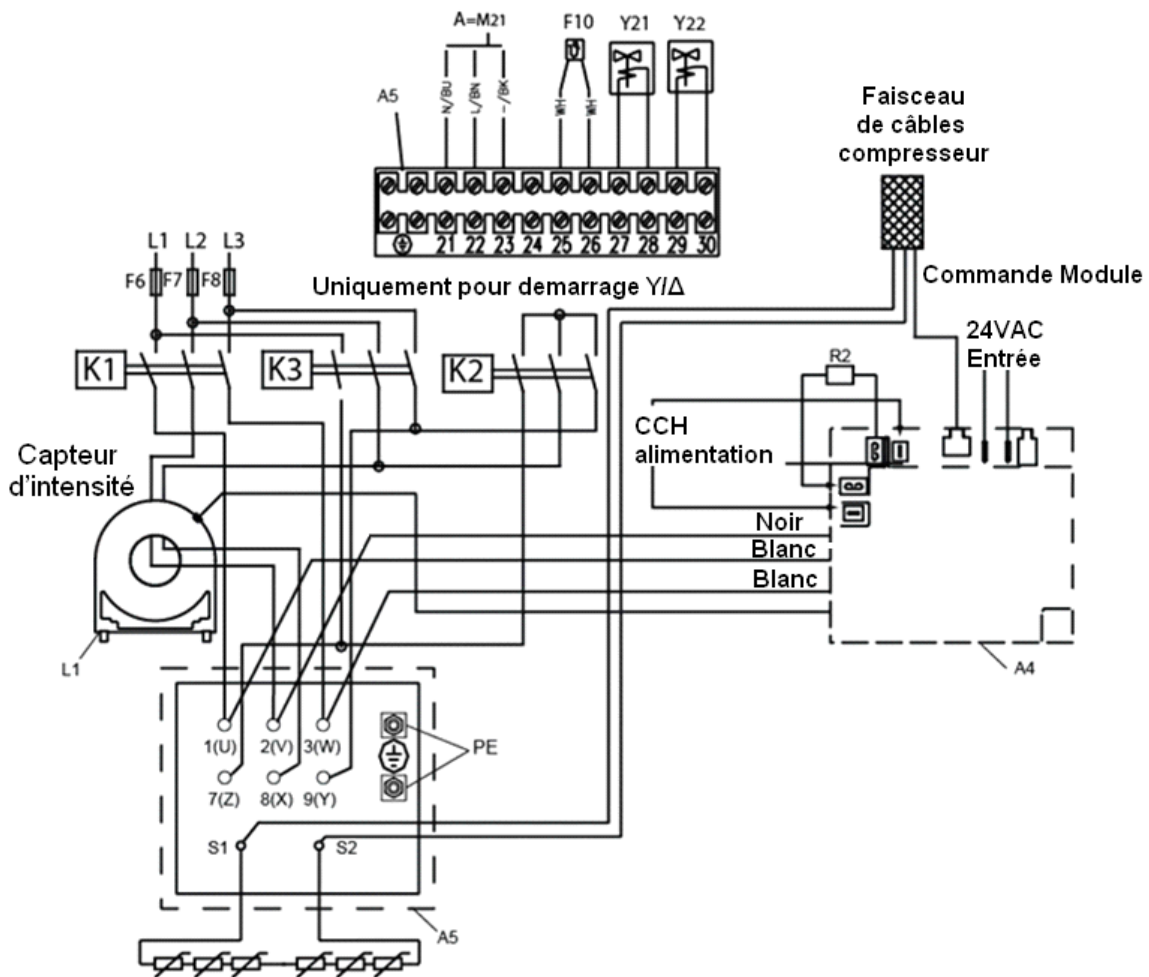 A=M21
F10
Y21
Y22
A5
N/BU
L/BN
-/BK
WH
WH
Faisceau
de câbles
compresseur
21 22 23 24 25 26 27 28 29 30
L1 L2 L3
F6 F7 F8
Uniquement pour demarrage Y/Δ
Commande Module
24VAC
Entrée
K1
K3
K2
R2
CCH
alimentation
Capteur
d'intensité
Noir
Blanc
Blanc
L1
A4
1(U) 2(V) 3(W)
PE
7(Z) 8(X) 9(Y)
S1
S2
A5